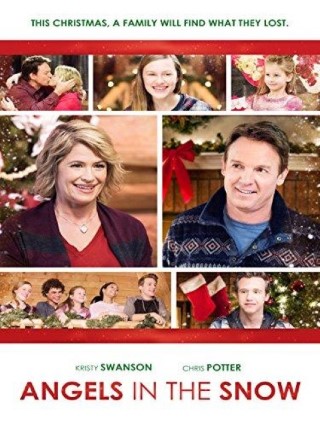 THIS CHRISTMAS, A FAMILY WILL FIND WHAT THEY LOST.
KRISTY SWANSON CHRIS POTTER
ANGELS IN THE SNOW